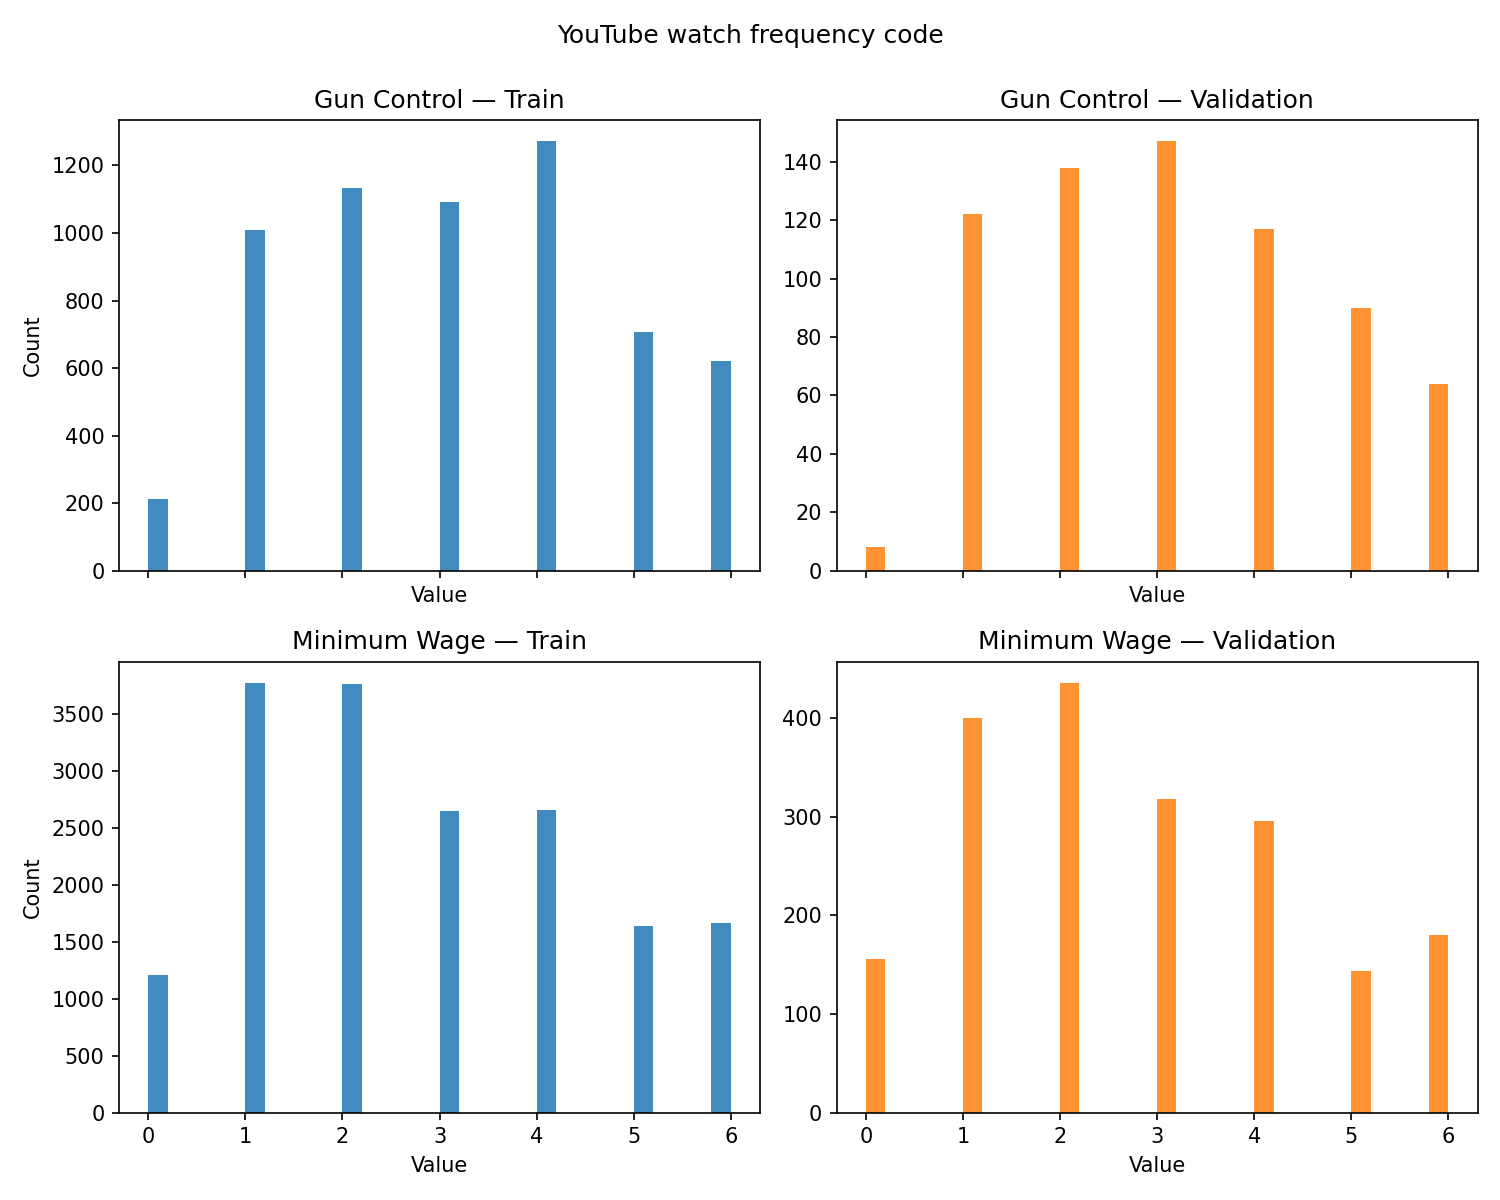 YouTube watch frequency code
Gun Control — Train
Gun Control — Validation
1200
1000
800
600
400
200
0
Count
Value
140
120
100
80
60
40
20
0
Value
Minimum Wage — Train
Minimum Wage — Validation
3500
3000
2500
2000
1500
1000
500
0
Count
0 1 2 3 4 5 6
Value
400
300
200
100
0
0 1 2 3 4 5 6
Value